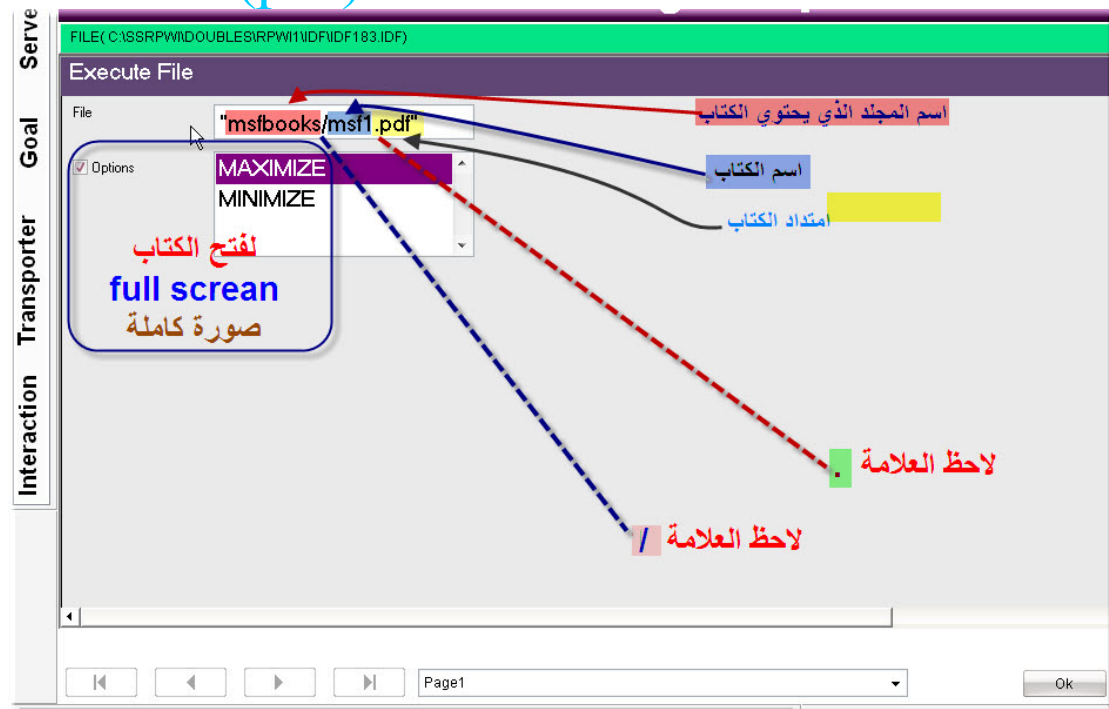 Serve
Goal
Transporter
Interaction
FILE( C:\SSRPWI\DOUBLES\RPWI1\IDF\IDF183.IDF)
Execute File
File
"msfbooks/msf1.pdf"
اسم المجلد الذي يحتوي الكتاب
Options
MAXIMIZE
MINIMIZE
اسم الكتاب
امتداد الكتاب
لفتح الكتاب
full screan
صورة كاملة
لاحظ العلامة .
لاحظ العلامة /
Page1
Ok